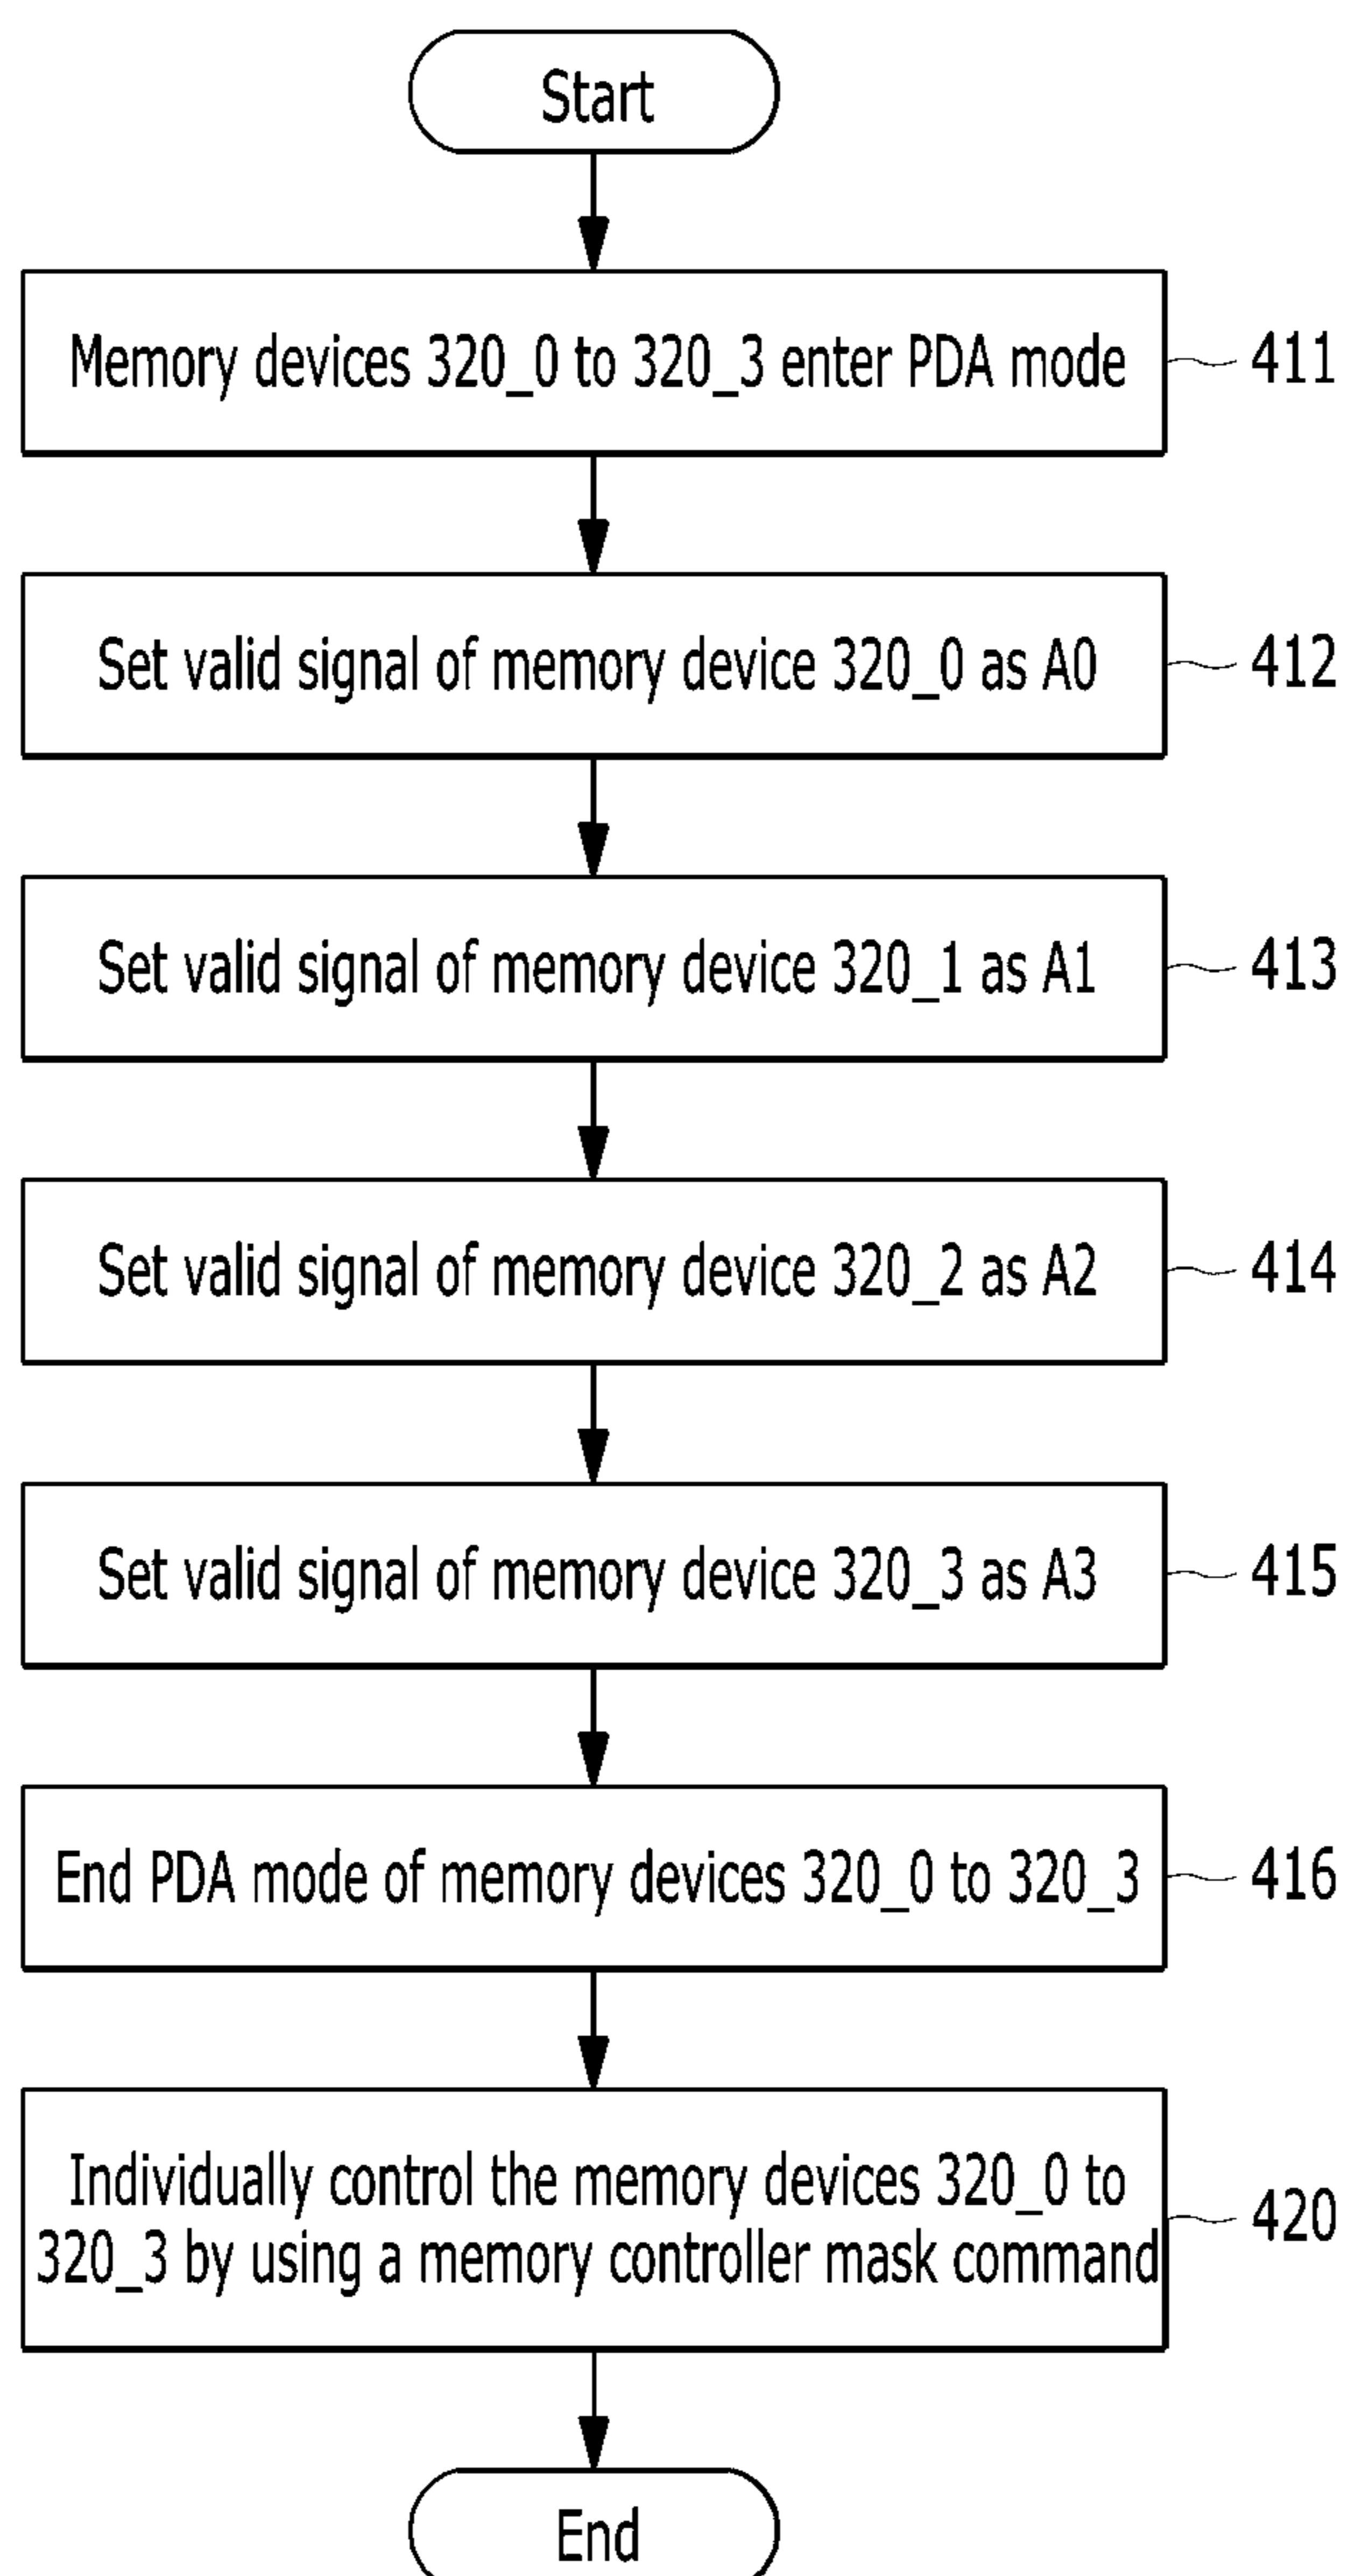 Start
Memory devices 320_0 to 320_3 enter PDA mode
411
Set valid signal of memory device 320_0 as A0
412
Set valid signal of memory device 320_1 as A1
413
Set valid signal of memory device 320_2 as A2
414
Set valid signal of memory device 320_3 as A3
415
End PDA mode of memory devices 320_0 to 320_3
416
Individually control the memory devices 320_0 to
320_3 by using a memory controller mask command
420
End